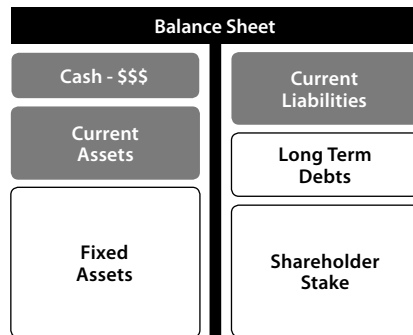 Balance Sheet
Cash - $$$
Current
Assets
Fixed
Assets
Current
Liabilities
Long Term
Debts
Shareholder
Stake